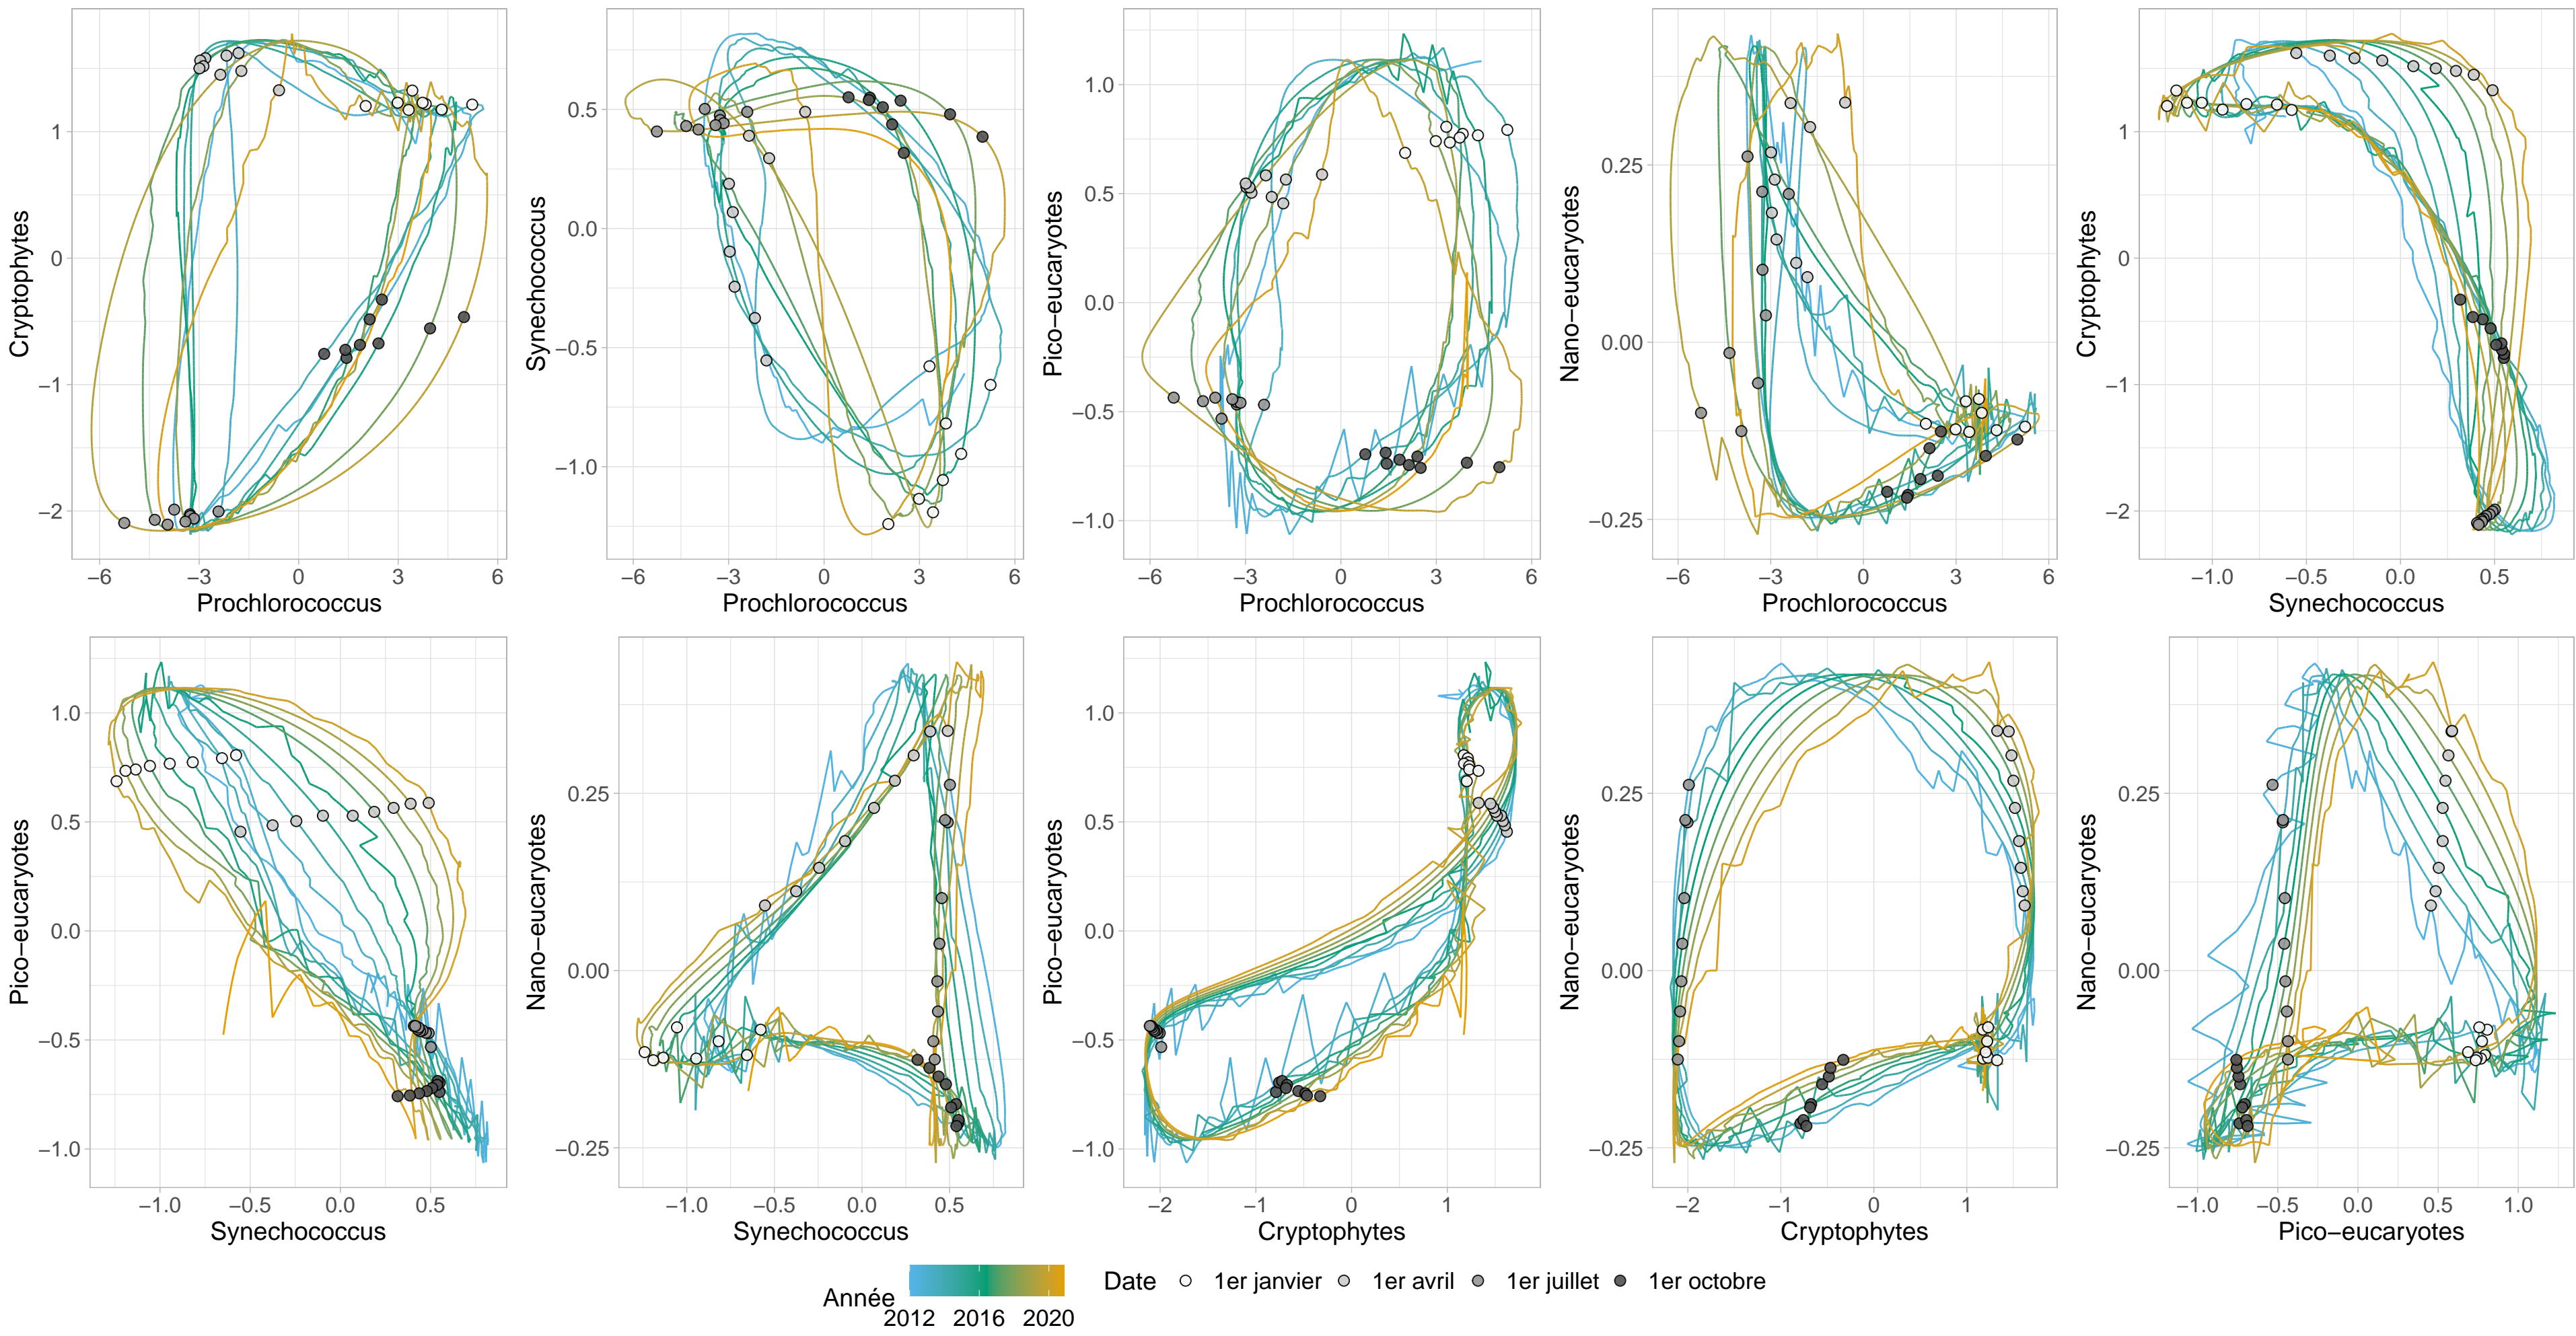 Cryptophytes
1
0
−1
−2
−6 −3 0 3 6
Prochlorococcus
Synechococcus
0.5
0.0
−0.5
−1.0
−6 −3 0 3 6
Prochlorococcus
Pico−eucaryotes
1.0
0.5
0.0
−0.5
−1.0
−6 −3 0 3 6
Prochlorococcus
Nano−eucaryotes
0.25
0.00
−0.25
−6 −3 0 3 6
Prochlorococcus
Cryptophytes
1
0
−1
−2
−1.0 −0.5 0.0 0.5
Synechococcus
Pico−eucaryotes
1.0
0.5
0.0
−0.5
−1.0
−1.0 −0.5 0.0 0.5
Synechococcus
Nano−eucaryotes
0.25
0.00
−0.25
−1.0 −0.5 0.0 0.5
Synechococcus
Pico−eucaryotes
1.0
0.5
0.0
−0.5
−1.0
−2 −1 0 1
Cryptophytes
Nano−eucaryotes
0.25
0.00
−0.25
−2 −1 0 1
Cryptophytes
Nano−eucaryotes
0.25
0.00
−0.25
−1.0 −0.5 0.0 0.5 1.0
Pico−eucaryotes
Année
2012 2016 2020
Date 1er janvier 1er avril 1er juillet 1er octobre